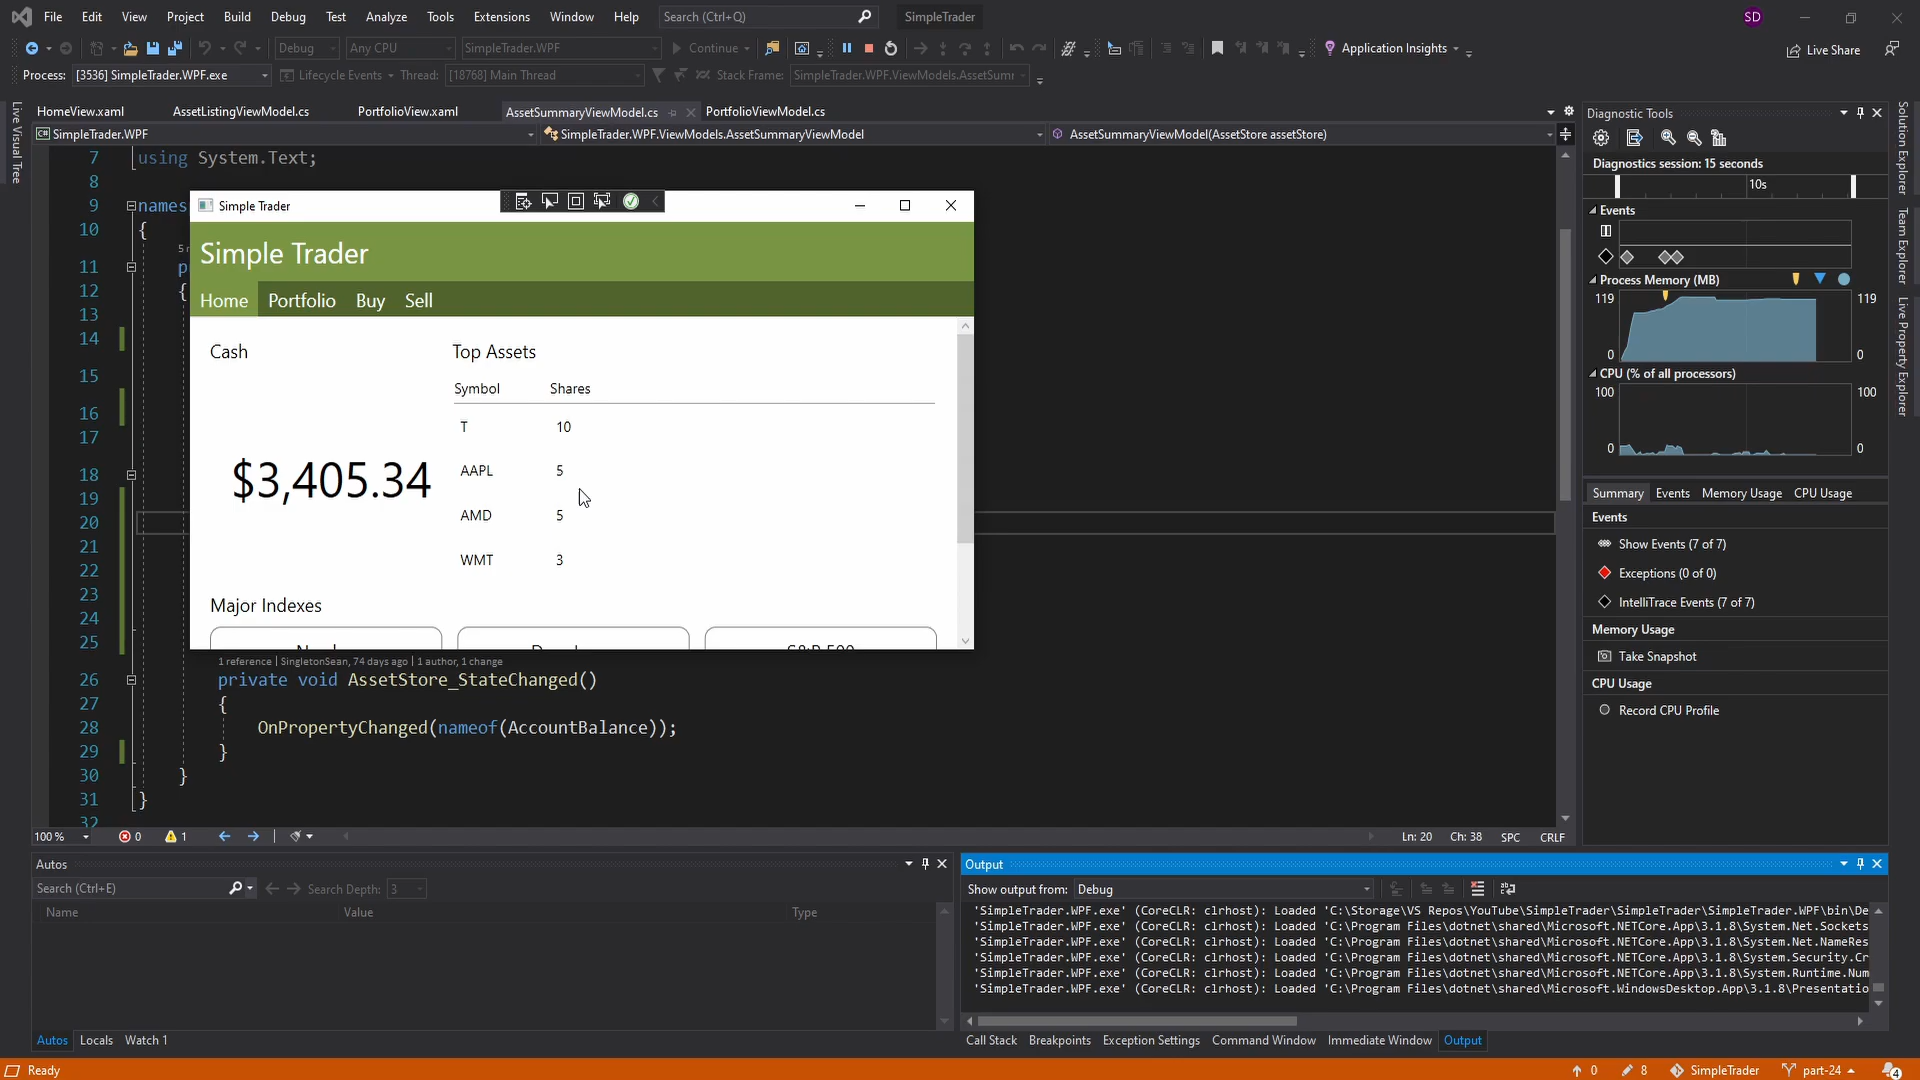 File Edit View Project Build Debug Test Analyze Tools Extensions Window Help Search (Ctrl+Q) SimpleTrader SD
Debug Any CPU SimpleTrader.WPF Continue Application Insights Live Share
Process: [3536] SimpleTrader.WPF.exe Lifecycle Events Thread: [18768] Main Thread Stack Frame: SimpleTrader.WPF.ViewModels.AssetSumr
HomeView.xaml AssetListingViewModel.cs PortfolioView.xaml AssetSummaryViewModel.cs PortfolioViewModel.cs
SimpleTrader.WPF SimpleTrader.WPF.ViewModels.AssetSummaryViewModel AssetSummaryViewModel(AssetStore assetStore)
Live Visual Tree
7 using System.Text;
8
9 names
10 {
5 r
11 p
12 {
13
14
15
16
17
18
19
20
21
22
23
24
25
Simple Trader
Simple Trader
Home Portfolio Buy Sell
Cash
$3,405.34
Top Assets
Symbol Shares
T 10
AAPL 5
AMD 5
WMT 3
Major Indexes
S&P 500
1 reference | SingletonSean, 74 days ago | 1 author, 1 change
26 private void AssetStore_StateChanged()
27 {
28 OnPropertyChanged(nameof(AccountBalance));
29 }
30 }
31 }
32
100 % 0 1 Ln: 20 Ch: 38 SPC CRLF
Diagnostic Tools
Diagnostics session: 15 seconds
10s
Events
Process Memory (MB)
119 119
0 0
CPU (% of all processors)
100 100
0 0
Summary Events Memory Usage CPU Usage
Events
Show Events (7 of 7)
Exceptions (0 of 0)
IntelliTrace Events (7 of 7)
Memory Usage
Take Snapshot
CPU Usage
Record CPU Profile
Solution Explorer
Team Explorer
Live Property Explorer
Autos
Search (Ctrl+E) Search Depth: 3
Name Value Type
Autos Locals Watch 1
Output
Show output from: Debug
'SimpleTrader.WPF.exe' (CoreCLR: clrhost): Loaded 'C:\Storage\VS Repos\YouTube\SimpleTrader\SimpleTrader\SimpleTrader.WPF\bin\De
'SimpleTrader.WPF.exe' (CoreCLR: clrhost): Loaded 'C:\Program Files\dotnet\shared\Microsoft.NETCore.App\3.1.8\System.Net.Sockets
'SimpleTrader.WPF.exe' (CoreCLR: clrhost): Loaded 'C:\Program Files\dotnet\shared\Microsoft.NETCore.App\3.1.8\System.Net.NameRes
'SimpleTrader.WPF.exe' (CoreCLR: clrhost): Loaded 'C:\Program Files\dotnet\shared\Microsoft.NETCore.App\3.1.8\System.Security.Cr
'SimpleTrader.WPF.exe' (CoreCLR: clrhost): Loaded 'C:\Program Files\dotnet\shared\Microsoft.NETCore.App\3.1.8\System.Runtime.Num
'SimpleTrader.WPF.exe' (CoreCLR: clrhost): Loaded 'C:\Program Files\dotnet\shared\Microsoft.WindowsDesktop.App\3.1.8\Presentatio
Call Stack Breakpoints Exception Settings Command Window Immediate Window Output
Ready 0 8 SimpleTrader part-24 4